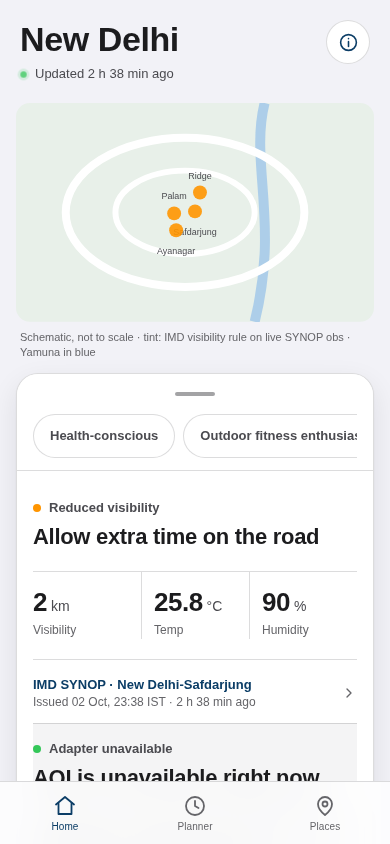 New Delhi
Updated 2 h 38 min ago
Ridge
Palam
Safdarjung
Ayanagar
Schematic, not to scale · tint: IMD visibility rule on live SYNOP obs ·
Yamuna in blue
Health-conscious
Outdoor fitness enthusias
Reduced visibility
Allow extra time on the road
2 km
25.8 °C
90 %
Visibility
Temp
Humidity
IMD SYNOP · New Delhi-Safdarjung
Issued 02 Oct, 23:38 IST · 2 h 38 min ago
Adapter unavailable
AQI is unavailable right now
Home
Planner
Places